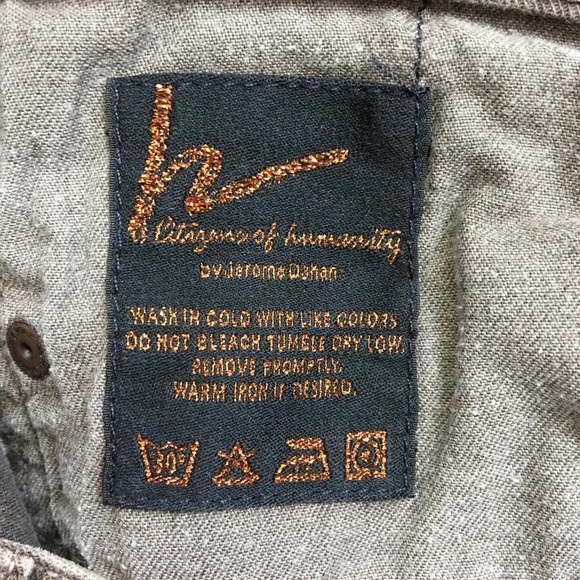 h
Citizens of humanity
by Jerome Dahan
WASH IN COLD WITH LIKE COLORS
DO NOT BLEACH TUMBLE DRY LOW.
REMOVE PROMPTLY.
WARM IRON IF DESIRED.
30°